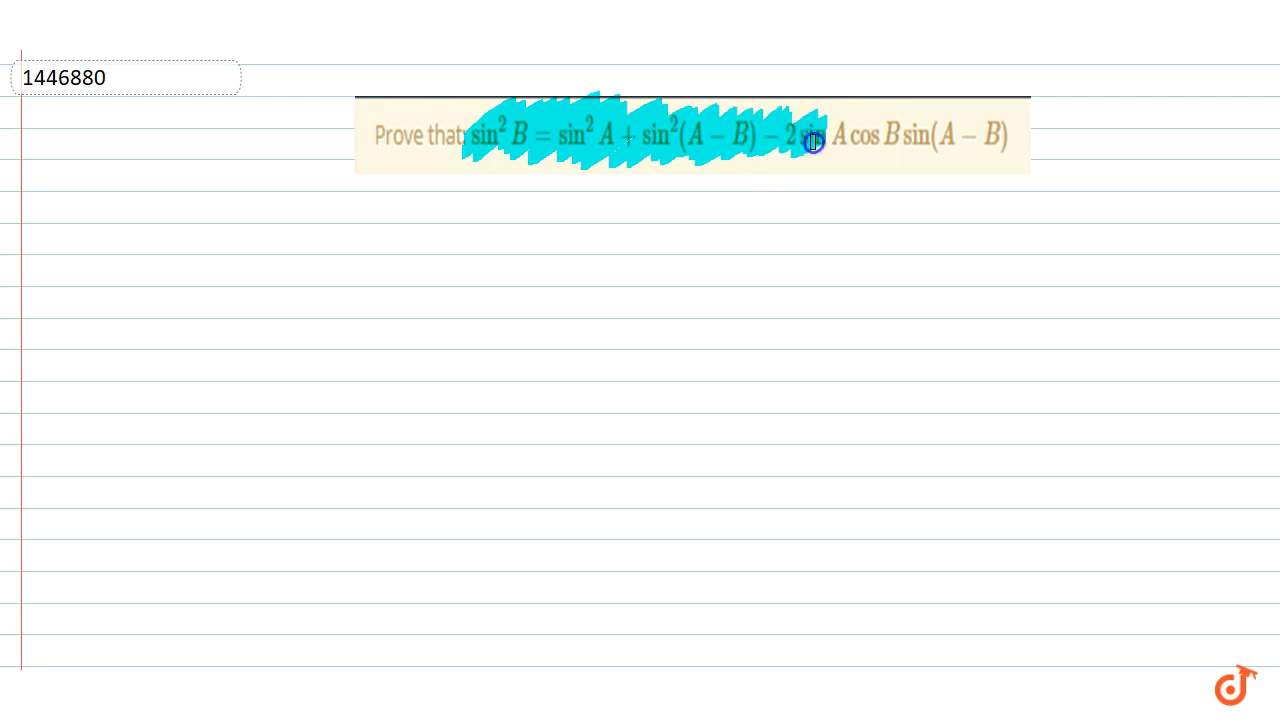 1446880
Prove that: sin² B = sin² A + sin²(A − B) − 2 sin A cos B sin(A − B)